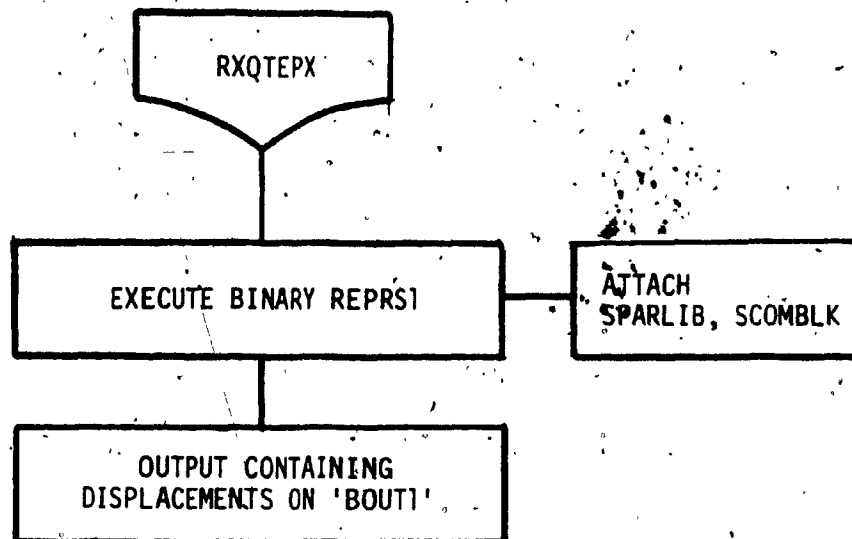 RXQTEPX
EXECUTE BINARY REPRS1
ATTACH
SPARLIB, SCOMBLK
OUTPUT CONTAINING
DISPLACEMENTS ON 'BOUT1'